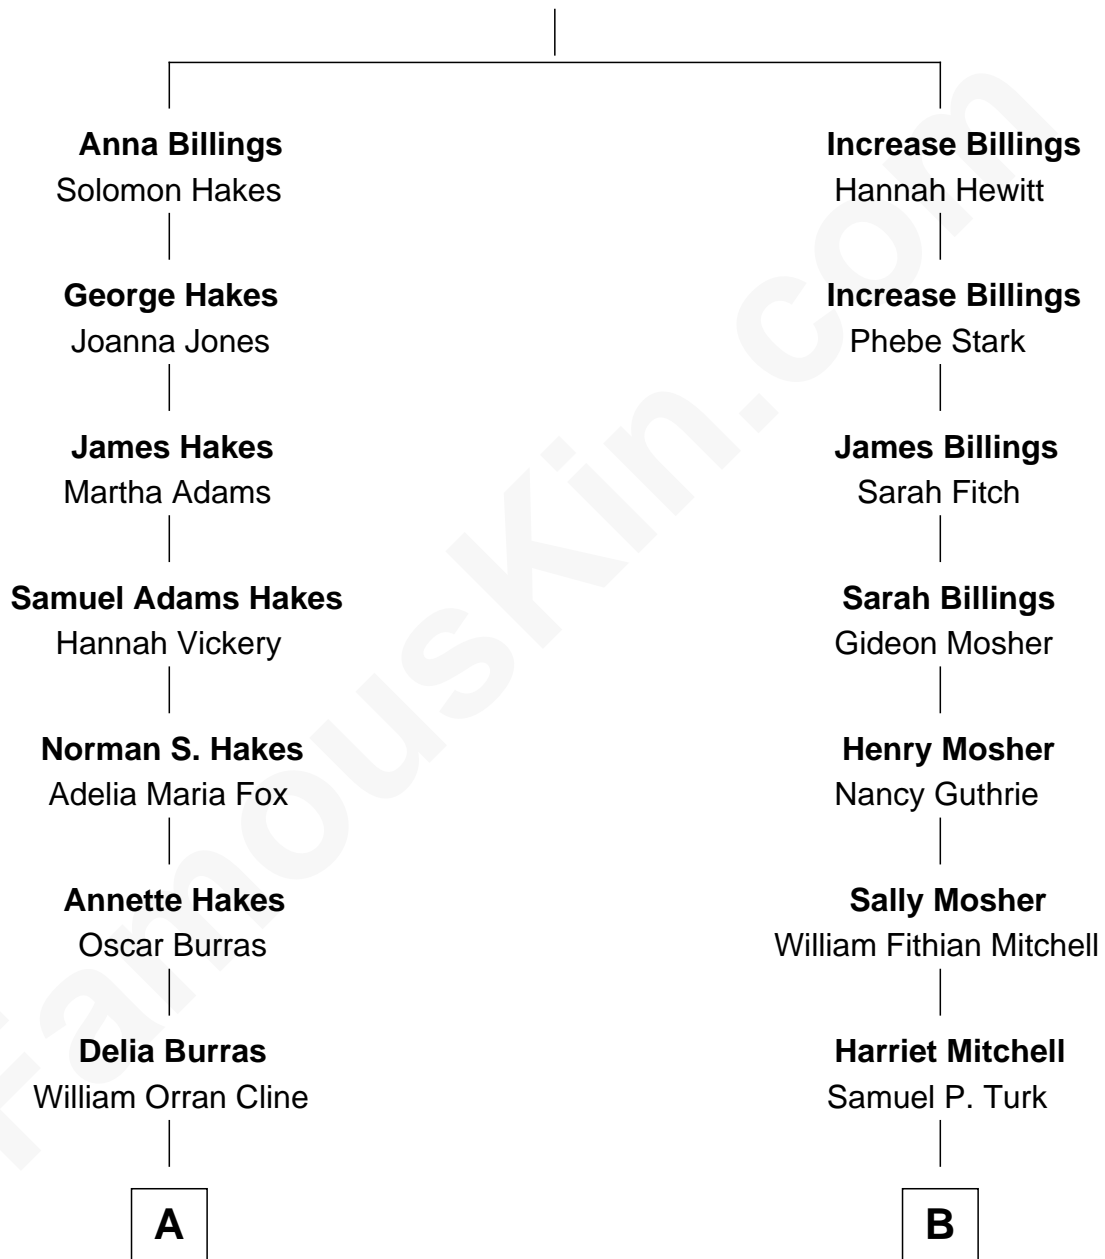 Anna Billings
Solomon Hakes
George Hakes
Joanna Jones
James Hakes
Martha Adams
Samuel Adams Hakes
Hannah Vickery
Norman S. Hakes
Adelia Maria Fox
Annette Hakes
Oscar Burras
Delia Burras
William Orran Cline
A
Increase Billings
Hannah Hewitt
Increase Billings
Phebe Stark
James Billings
Sarah Fitch
Sarah Billings
Gideon Mosher
Henry Mosher
Nancy Guthrie
Sally Mosher
William Fithian Mitchell
Harriet Mitchell
Samuel P. Turk
B
FamousKin.com